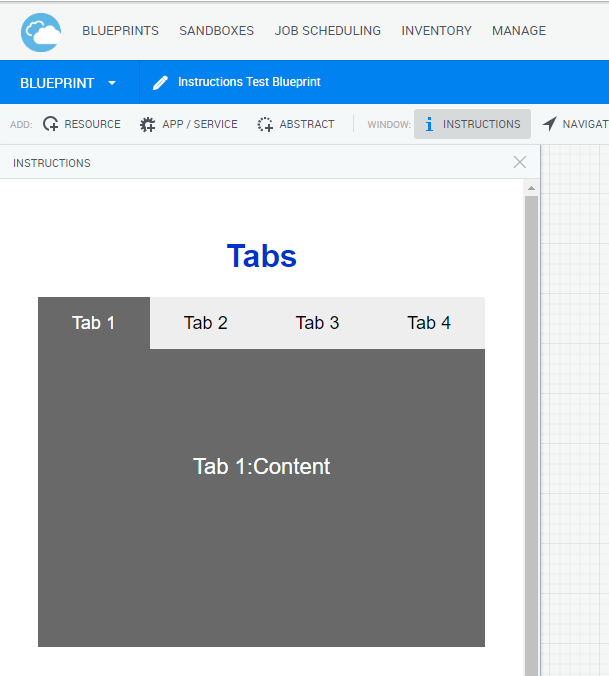 BLUEPRINTS SANDBOXES JOB SCHEDULING INVENTORY MANAGE
BLUEPRINT Instructions Test Blueprint
ADD: RESOURCE APP / SERVICE ABSTRACT WINDOW: INSTRUCTIONS NAVIGAT
INSTRUCTIONS
Tabs
Tab 1 Tab 2 Tab 3 Tab 4
Tab 1:Content